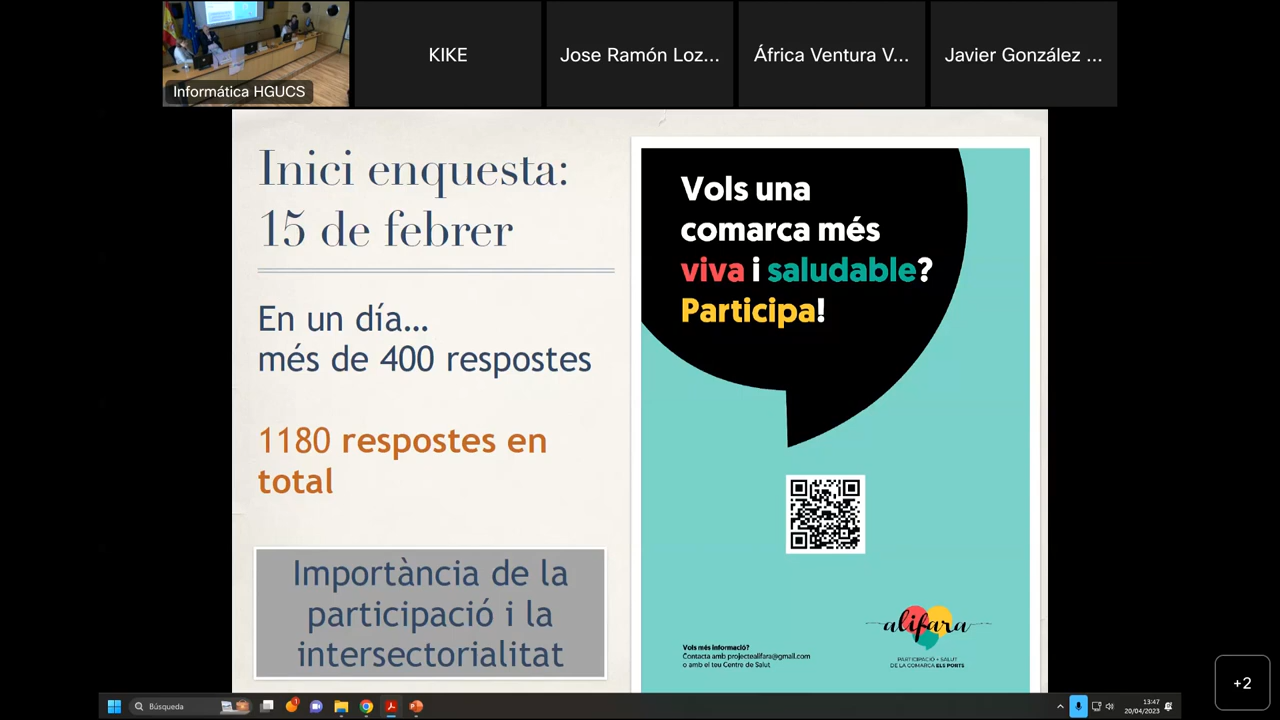 Informática HGUCS
KIKE
Jose Ramón Loz...
África Ventura V...
Javier González ...
Inici enquesta:
15 de febrer
En un día...
més de 400 respostes
1180 respostes en
total
Importància de la
participació i la
intersectorialitat
Vols una
comarca més
viva i saludable?
Participa!
Vols més informació?
Contacta amb projectealifara@gmail.com
o amb el teu Centre de Salut
alifara
PARTICIPACIÓ + SALUT
DE LA COMARCA ELS PORTS
+2
Búsqueda
13:47
20/04/2023